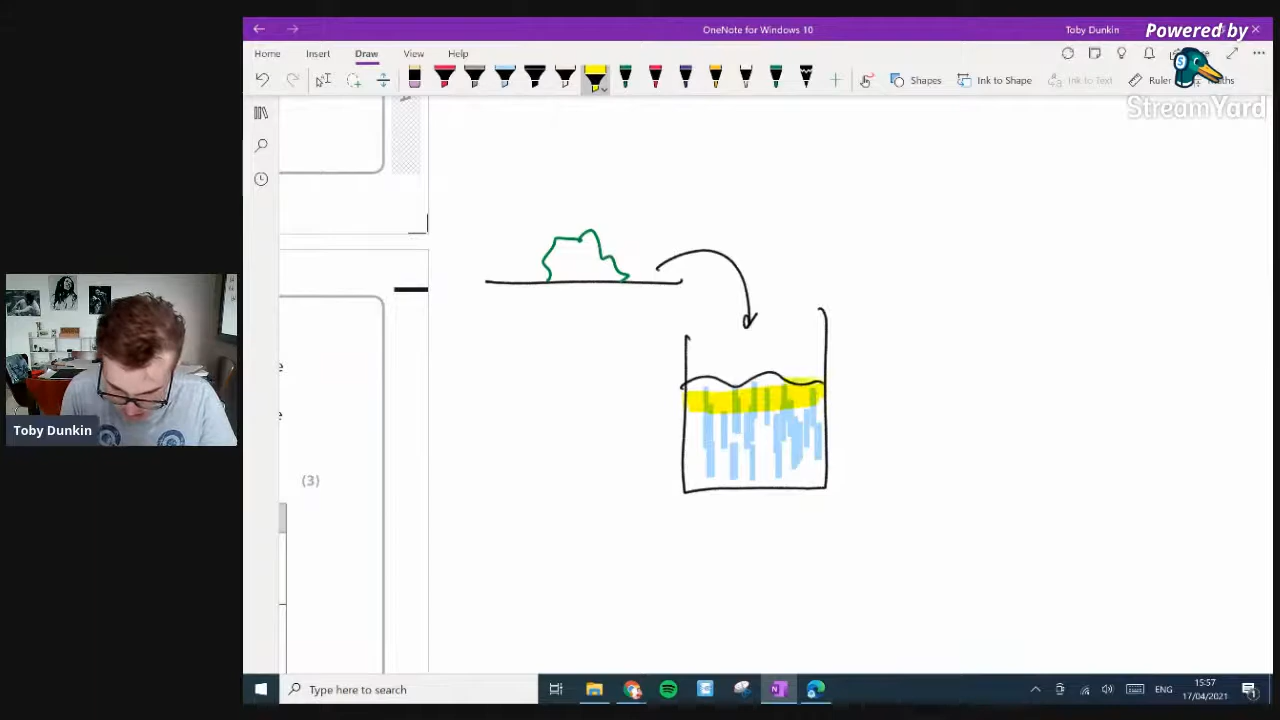 OneNote for Windows 10
Toby Dunkin
Powered by
StreamYard
Home Insert Draw View Help
Shapes Ink to Shape Ink to Text Ruler Maths
(3)
Toby Dunkin
Type here to search
ENG
15:57
17/04/2021